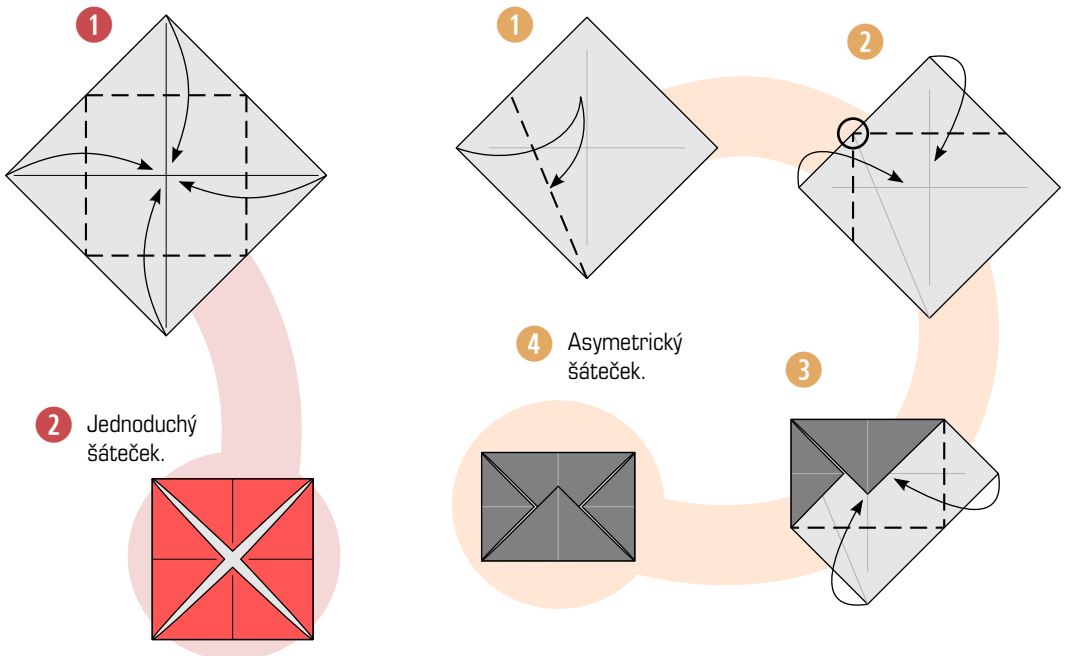 1
2 Jednoduchý
šáteček.
1
2
3
4 Asymetrický
šáteček.